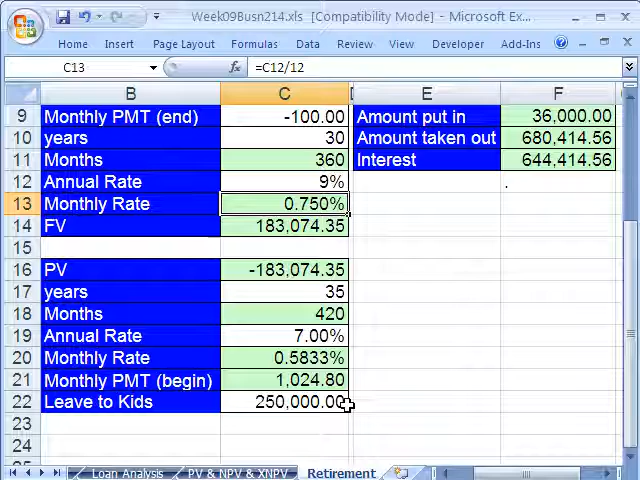 Week09Busn214.xls [Compatibility Mode] - Microsoft Ex...
Home Insert Page Layout Formulas Data Review View Developer Add-Ins
C13 fx =C12/12
B C D E F
9 Monthly PMT (end) -100.00 Amount put in 36,000.00
10 years 30 Amount taken out 680,414.56
11 Months 360 Interest 644,414.56
12 Annual Rate 9% .
13 Monthly Rate 0.750%
14 FV 183,074.35
15
16 PV -183,074.35
17 years 35
18 Months 420
19 Annual Rate 7.00%
20 Monthly Rate 0.5833%
21 Monthly PMT (begin) 1,024.80
22 Leave to Kids 250,000.00
23
24
25
Loan Analysis PV & NPV & XNPV Retirement